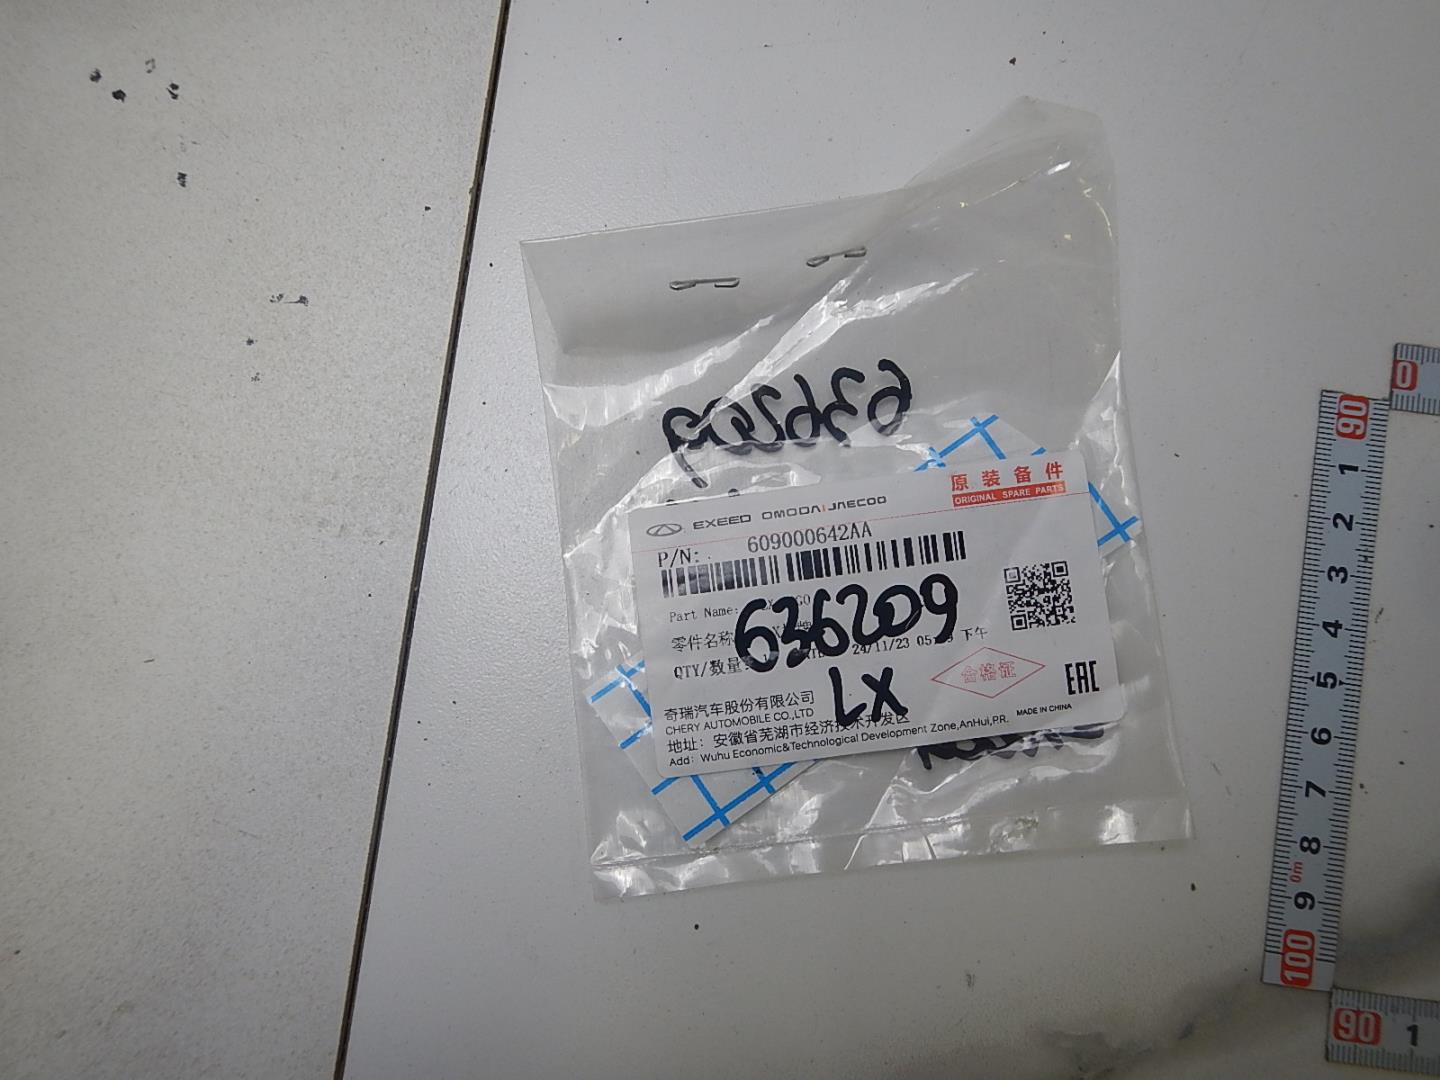 636209
EXEED OMODA | JAECOO
原装备件
ORIGINAL SPARE PARTS
P/N: 609000642AA
Part Name:
零件名称
636209
QTY/数量: 24/11/23 05: 下午
LX
合格证
EAC
奇瑞汽车股份有限公司
CHERY AUTOMOBILE CO.,LTD
MADE IN CHINA
地址：安徽省芜湖市经济技术开发区
Add: Wuhu Economic&Technological Development Zone,AnHui,P.R.
0
90
1
2
3
4
5
6
7
8
0m
9
100
90 1